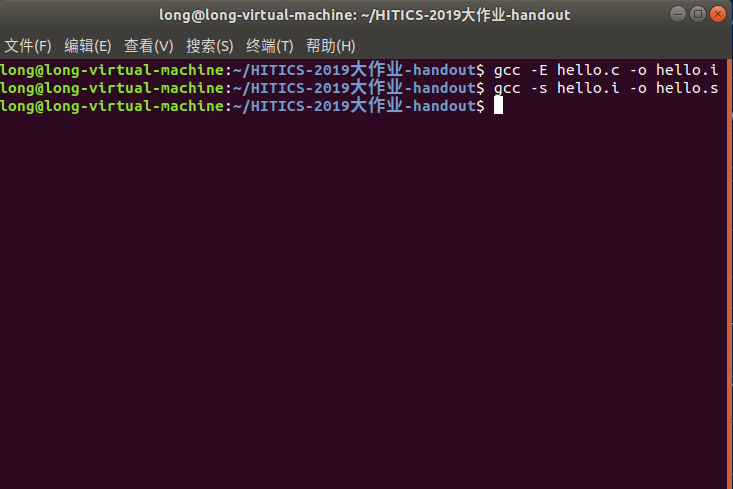 long@long-virtual-machine: ~/HITICS-2019大作业-handout
文件(F) 编辑(E) 查看(V) 搜索(S) 终端(T) 帮助(H)
long@long-virtual-machine:~/HITICS-2019大作业-handout$ gcc -E hello.c -o hello.i
long@long-virtual-machine:~/HITICS-2019大作业-handout$ gcc -s hello.i -o hello.s
long@long-virtual-machine:~/HITICS-2019大作业-handout$